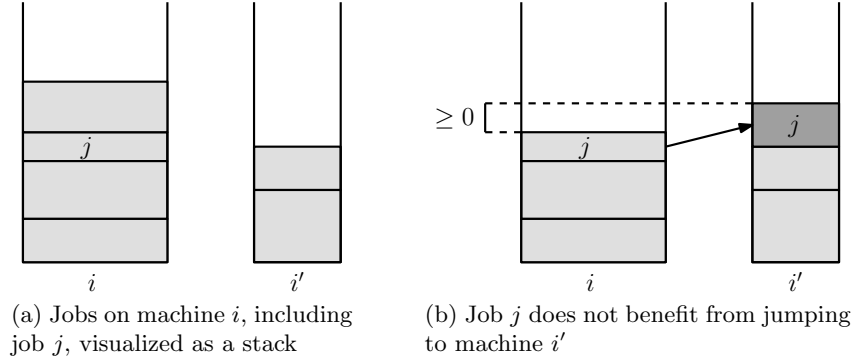 j
i
i′
(a) Jobs on machine i, including
job j, visualized as a stack
≥ 0
j
j
i
i′
(b) Job j does not benefit from jumping
to machine i′